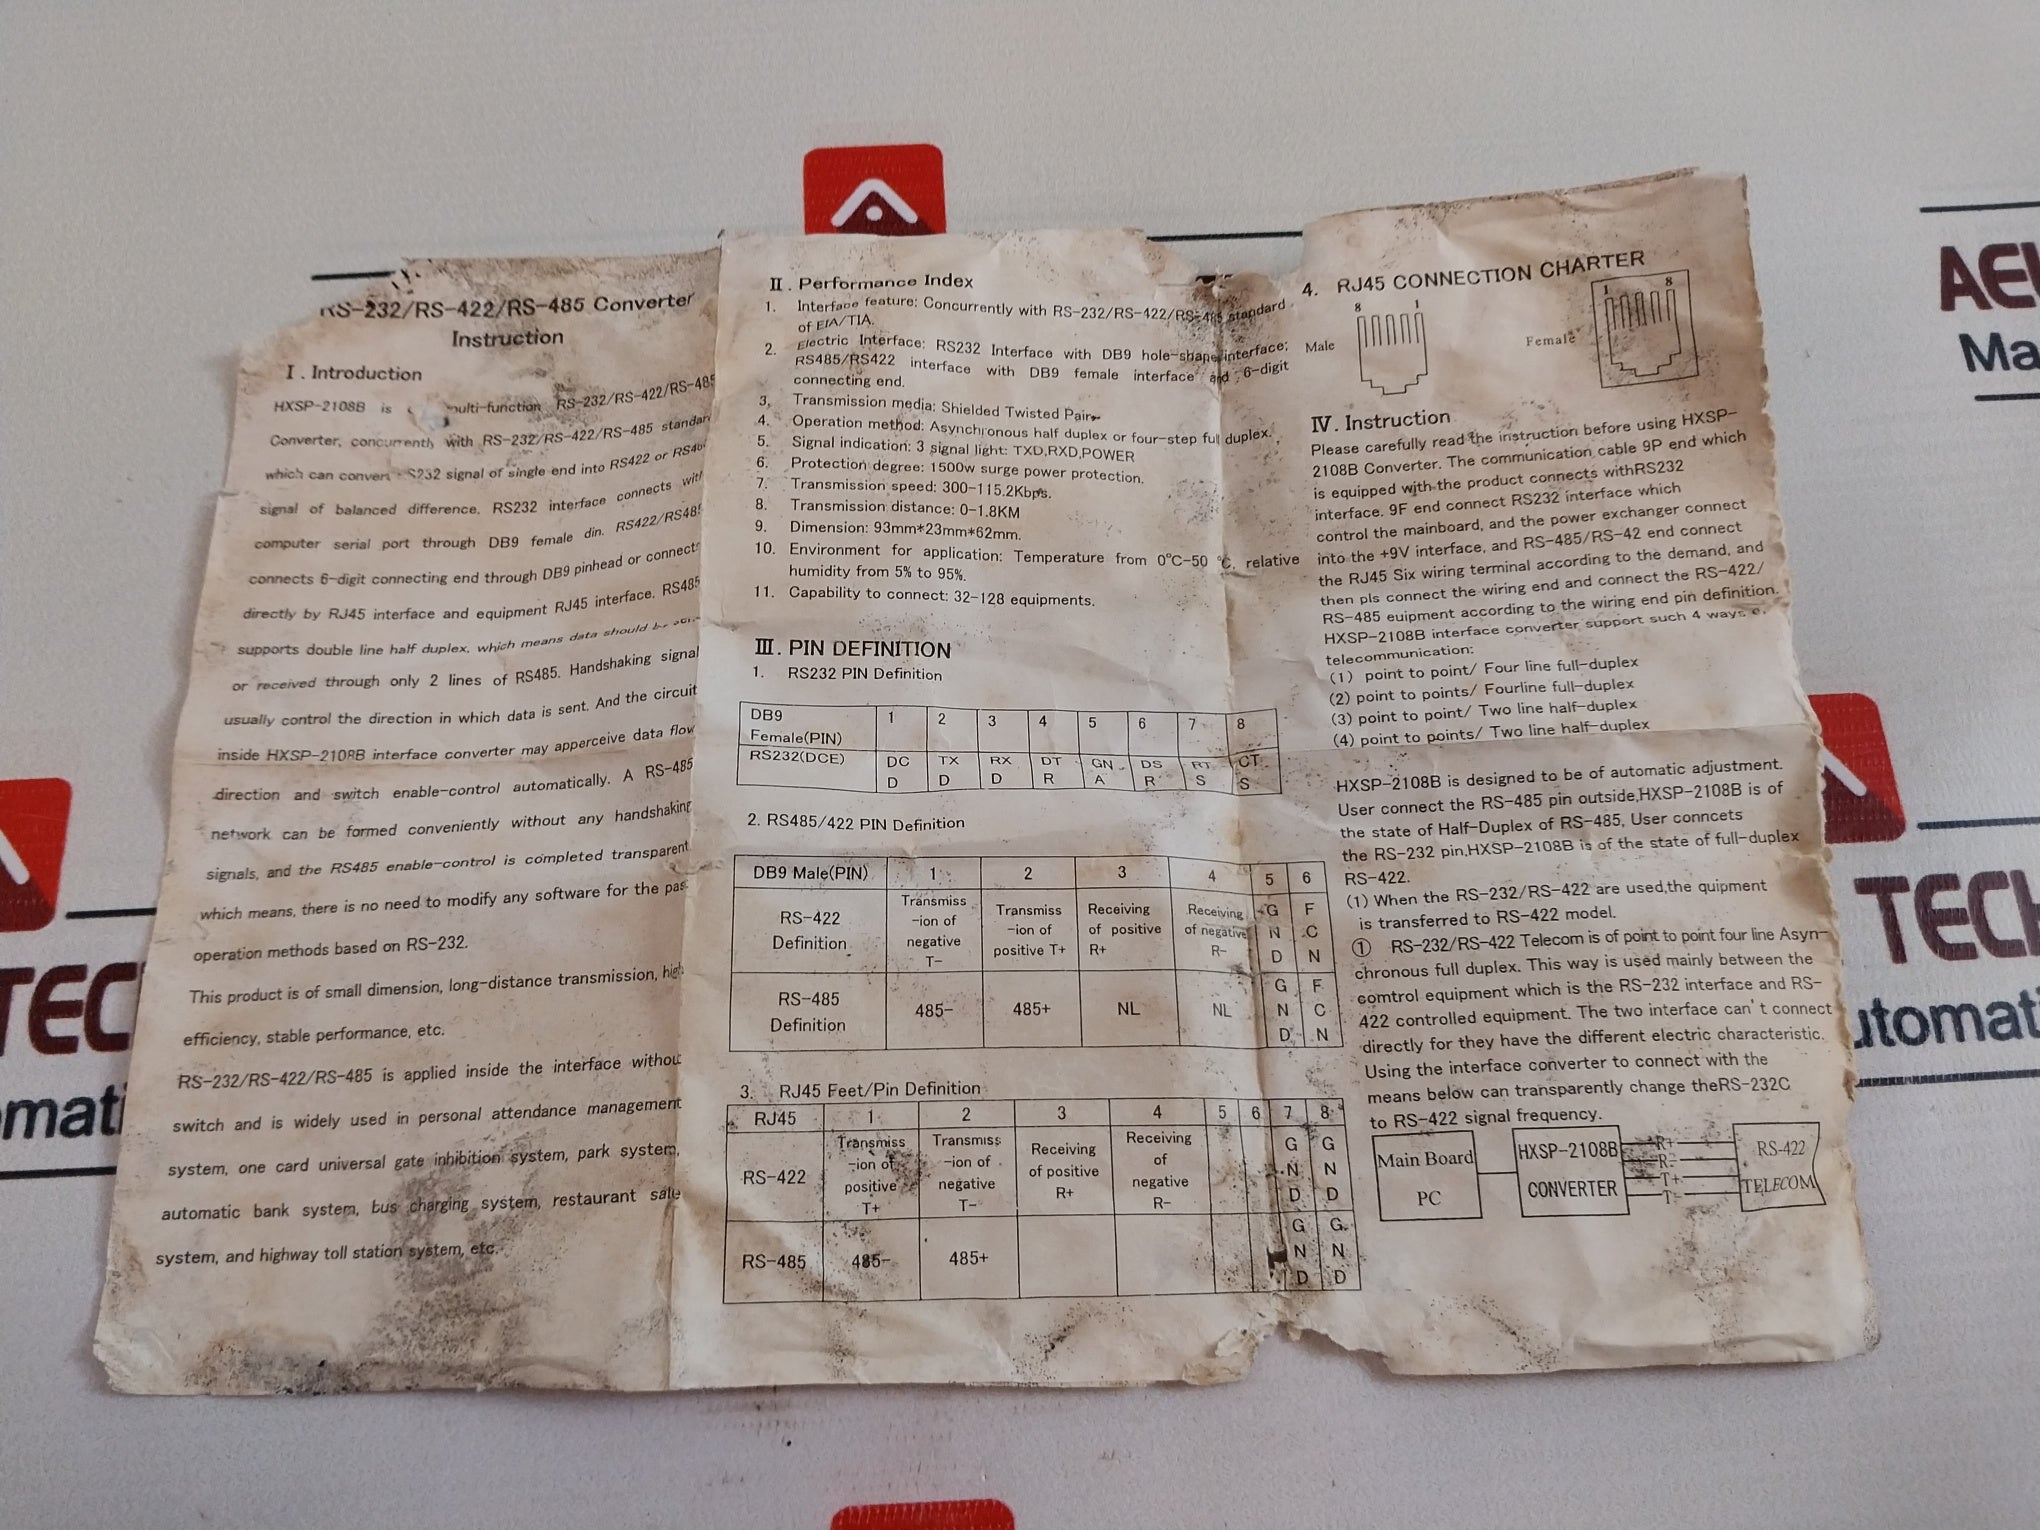 RS-232/RS-422/RS-485 Converter
Instruction
Ⅰ. Introduction
HXSP-2108B is multi-function RS-232/RS-422/RS-485
Converter, concurrently with RS-232/RS-422/RS-485 standard
which can convert S232 signal of single end into RS422 or RS485
signal of balanced difference. RS232 interface connects with
computer serial port through DB9 female din. RS422/RS485
connects 6-digit connecting end through DB9 pinhead or connects
directly by RJ45 interface and equipment RJ45 interface. RS485
supports double line half duplex, which means data should be
or received through only 2 lines of RS485. Handshaking signal
usually control the direction in which data is sent. And the circuit
inside HXSP-2108B interface converter may apperceive data flow
direction and switch enable-control automatically. A RS-485
network can be formed conveniently without any handshaking
signals, and the RS485 enable-control is completed transparent
which means, there is no need to modify any software for the pas
operation methods based on RS-232.
This product is of small dimension, long-distance transmission, high
efficiency, stable performance, etc.
RS-232/RS-422/RS-485 is applied inside the interface without
switch and is widely used in personal attendance management
system, one card universal gate inhibition system, park system,
automatic bank system, bus charging system, restaurant sale
system, and highway toll station system, etc.
Ⅱ. Performance Index
1. Interface feature: Concurrently with RS-232/RS-422/RS-485 standard
of EIA/TIA.
2. Electric Interface: RS232 Interface with DB9 hole-shape interface;
RS485/RS422 interface with DB9 female interface and 6-digit
connecting end.
3. Transmission media: Shielded Twisted Pair.
4. Operation method: Asynchronous half duplex or four-step full duplex.
5. Signal indication: 3 signal light: TXD,RXD,POWER
6. Protection degree: 1500w surge power protection.
7. Transmission speed: 300-115.2Kbps.
8. Transmission distance: 0-1.8KM
9. Dimension: 93mm*23mm*62mm.
10. Environment for application: Temperature from 0℃-50 ℃, relative
humidity from 5% to 95%.
11. Capability to connect: 32-128 equipments.
Ⅲ. PIN DEFINITION
1. RS232 PIN Definition
DB9 Female(PIN) 1 2 3 4 5 6 7 8
RS232(DCE) DCD TXD RXD DTR GNA DSR RTS CTS
2. RS485/422 PIN Definition
DB9 Male(PIN) 1 2 3 4 5 6
RS-422 Definition Transmiss-ion of negative T- Transmiss-ion of positive T+ Receiving of positive R+ Receiving of negative R- GND FCN
RS-485 Definition 485- 485+ NL NL GND FCN
3. RJ45 Feet/Pin Definition
RJ45 1 2 3 4 5 6 7 8
RS-422 Transmiss-ion of positive T+ Transmiss-ion of negative T- Receiving of positive R+ Receiving of negative R- GND GND
RS-485 485- 485+ GND GND
4. RJ45 CONNECTION CHARTER
8 1
1 8
Male
Female
Ⅳ. Instruction
Please carefully read the instruction before using HXSP-
2108B Converter. The communication cable 9P end which
is equipped with the product connects withRS232
interface. 9F end connect RS232 interface which
control the mainboard, and the power exchanger connect
into the +9V interface, and RS-485/RS-42 end connect
the RJ45 Six wiring terminal according to the demand, and
then pls connect the wiring end and connect the RS-422/
RS-485 euipment according to the wiring end pin definition.
HXSP-2108B interface converter support such 4 ways
telecommunication:
(1) point to point/ Four line full-duplex
(2) point to points/ Fourline full-duplex
(3) point to point/ Two line half-duplex
(4) point to points/ Two line half-duplex
HXSP-2108B is designed to be of automatic adjustment.
User connect the RS-485 pin outside,HXSP-2108B is of
the state of Half-Duplex of RS-485, User conncets
the RS-232 pin,HXSP-2108B is of the state of full-duplex
RS-422.
(1) When the RS-232/RS-422 are used,the quipment
is transferred to RS-422 model.
① RS-232/RS-422 Telecom is of point to point four line Asyn-
chronous full duplex. This way is used mainly between the
comtrol equipment which is the RS-232 interface and RS-
422 controlled equipment. The two interface can't connect
directly for they have the different electric characteristic.
Using the interface converter to connect with the
means below can transparently change theRS-232C
to RS-422 signal frequency.
Main Board PC
HXSP-2108B CONVERTER
R+
R-
T+
T-
RS-422 TELECOM
AE
Ma
TECH
utomati
TEC
omati